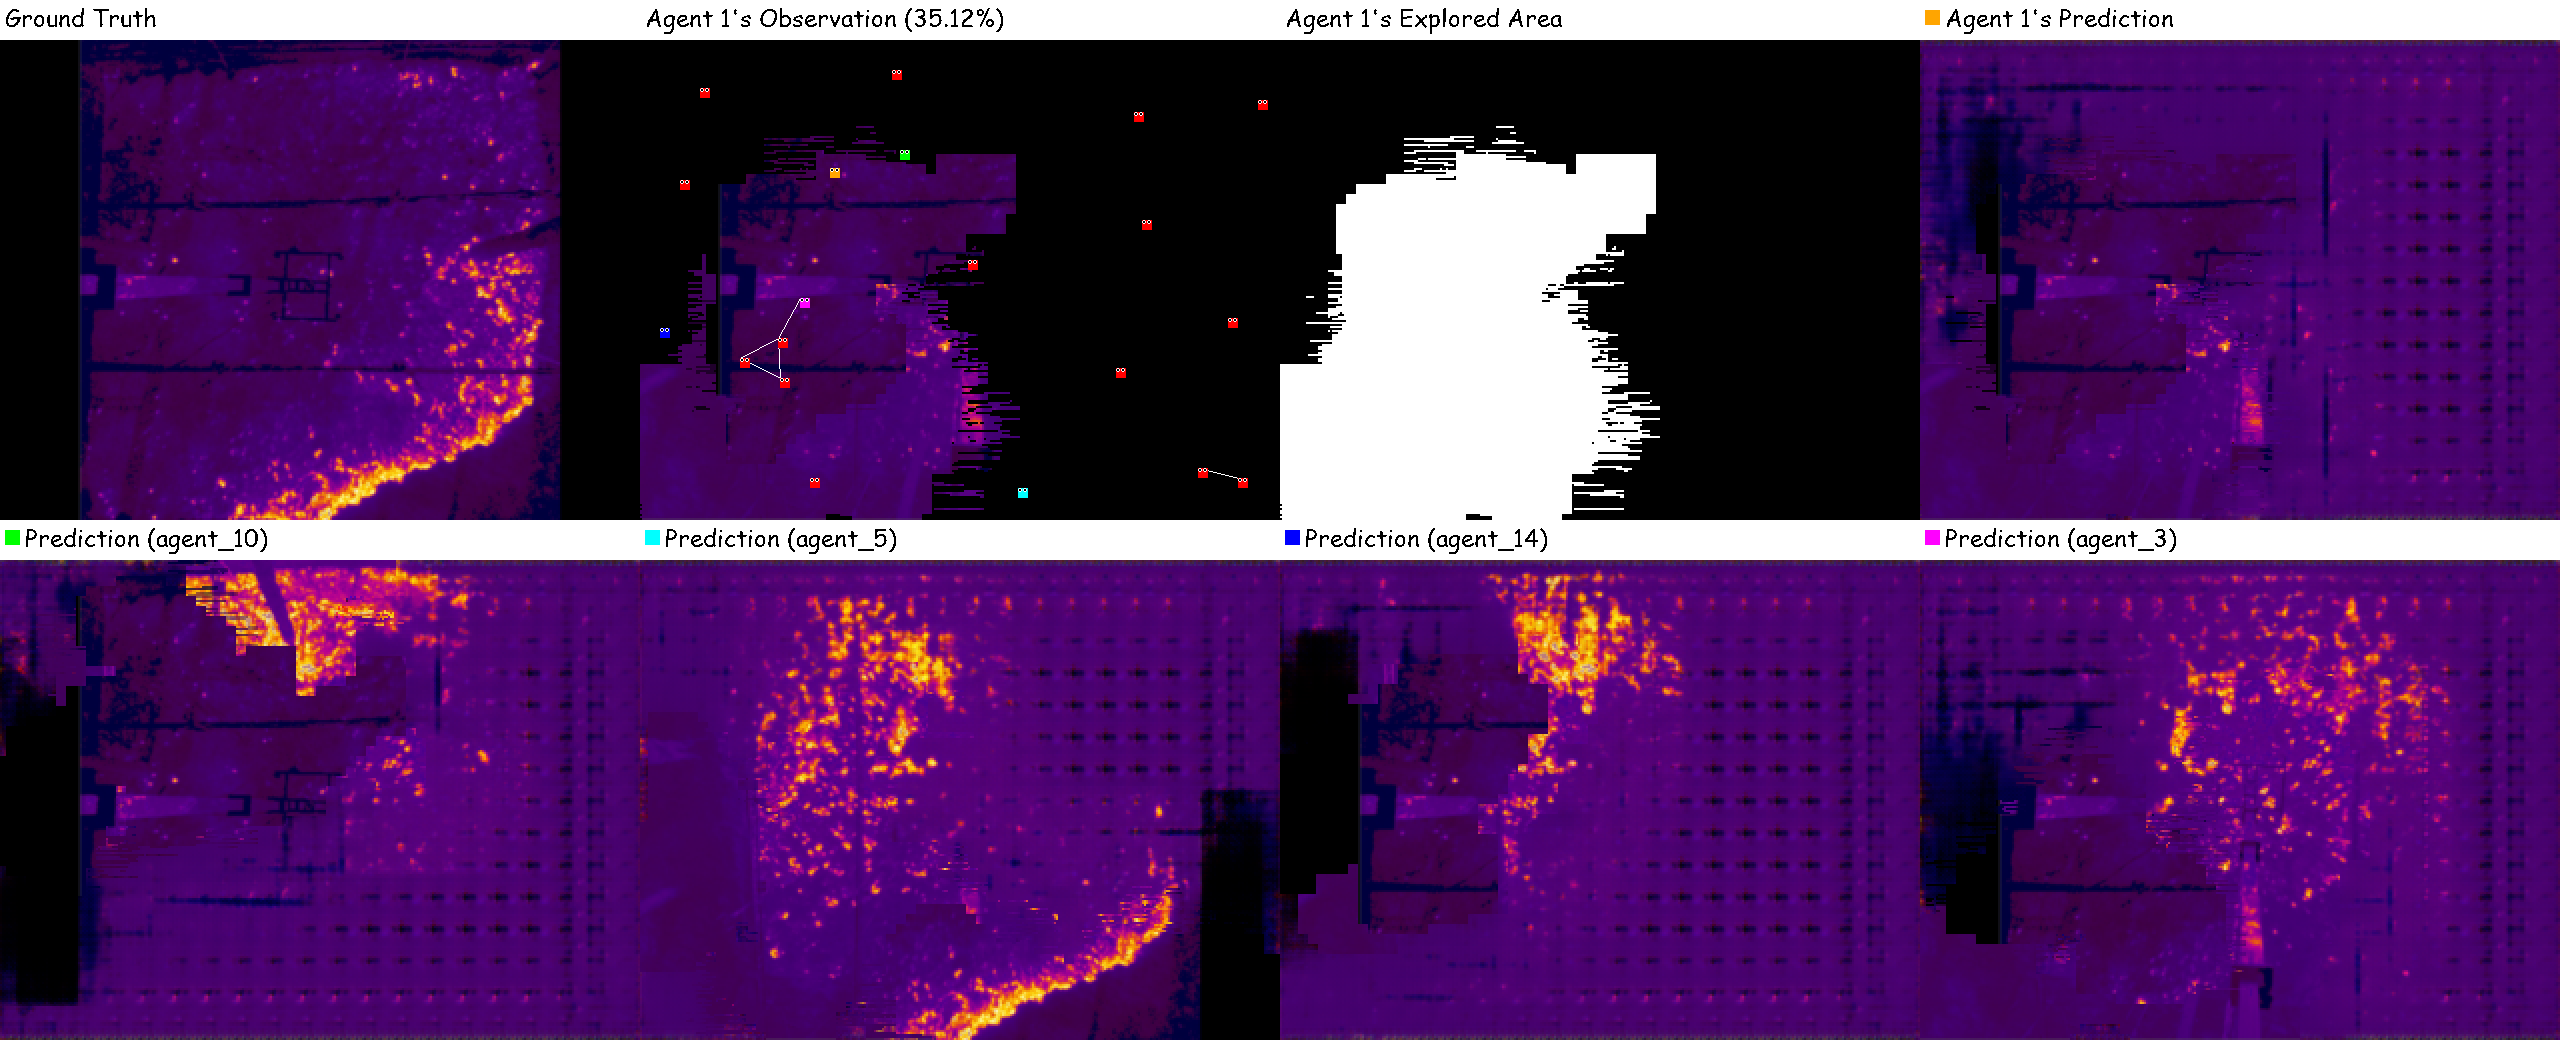 Ground Truth
Agent 1's Observation (35.12%)
Agent 1's Explored Area
Agent 1's Prediction
Prediction (agent_10)
Prediction (agent_5)
Prediction (agent_14)
Prediction (agent_3)